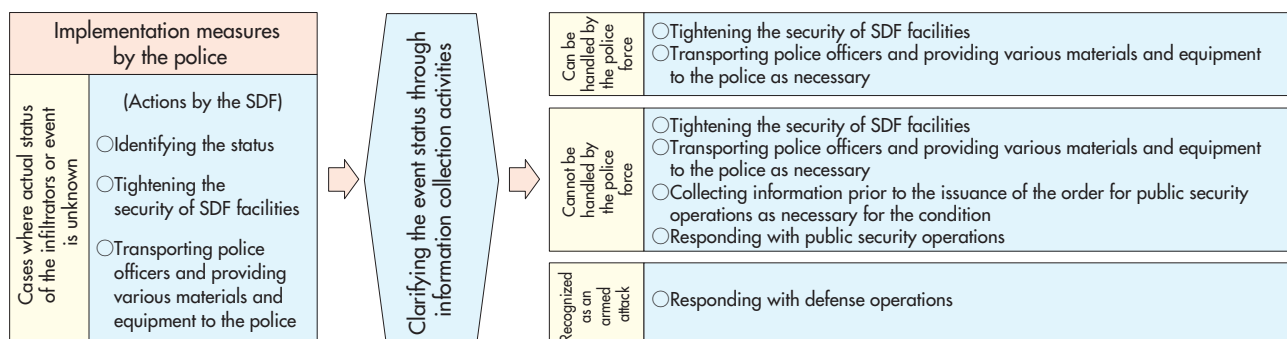 Implementation measures
by the police
Cases where actual status
of the infiltrators or event
is unknown
(Actions by the SDF)
○Identifying the status
○Tightening the
security of SDF facilities
○Transporting police
officers and providing
various materials and
equipment to the police
Clarifying the event status through
information collection activities
Can be
handled by
the police
force
○Tightening the security of SDF facilities
○Transporting police officers and providing various materials and equipment
to the police as necessary
Cannot be
handled by
the police
force
○Tightening the security of SDF facilities
○Transporting police officers and providing various materials and equipment
to the police as necessary
○Collecting information prior to the issuance of the order for public security
operations as necessary for the condition
○Responding with public security operations
Recognized
as an
armed
attack
○Responding with defense operations